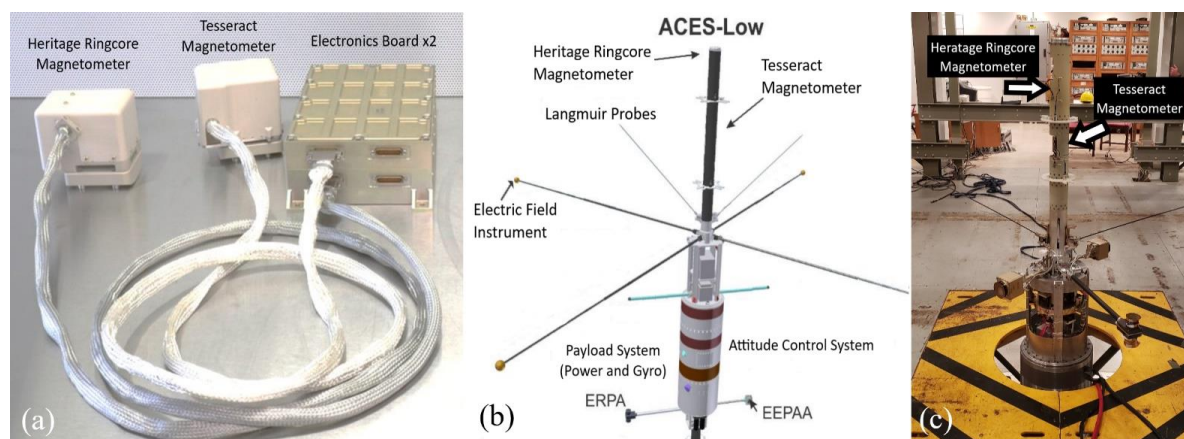 Heritage Ringcore
Magnetometer
Tesseract
Magnetometer
Electronics Board x2
(a)
ACES-Low
Heritage Ringcore
Magnetometer
Tesseract
Magnetometer
Langmuir Probes
Electric Field
Instrument
Payload System
(Power and Gyro)
Attitude Control System
ERPA
EEPAA
(b)
Heratage Ringcore
Magnetometer
Tesseract
Magnetometer
(c)